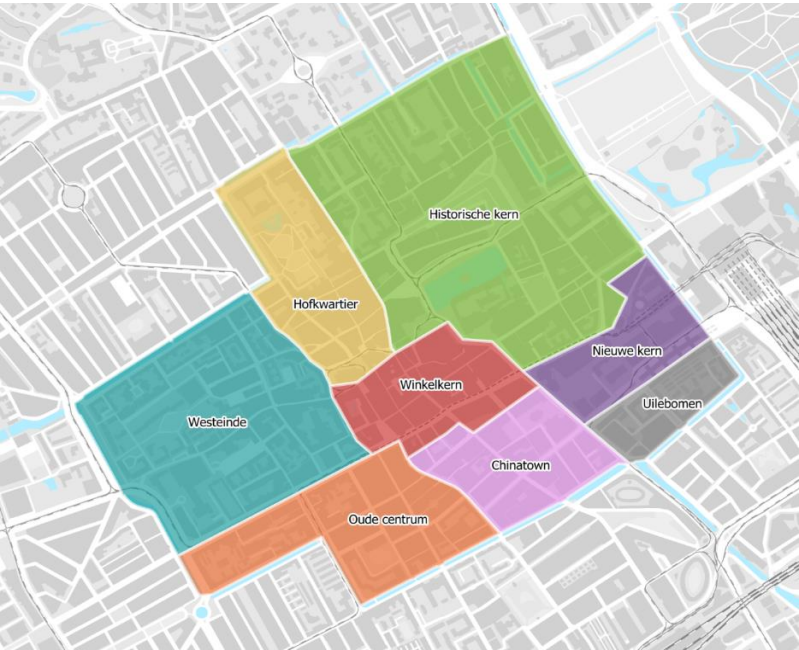 Historische kern
Hofkwartier
Nieuwe kern
Winkelkern
Uilebomen
Westeinde
Chinatown
Oude centrum